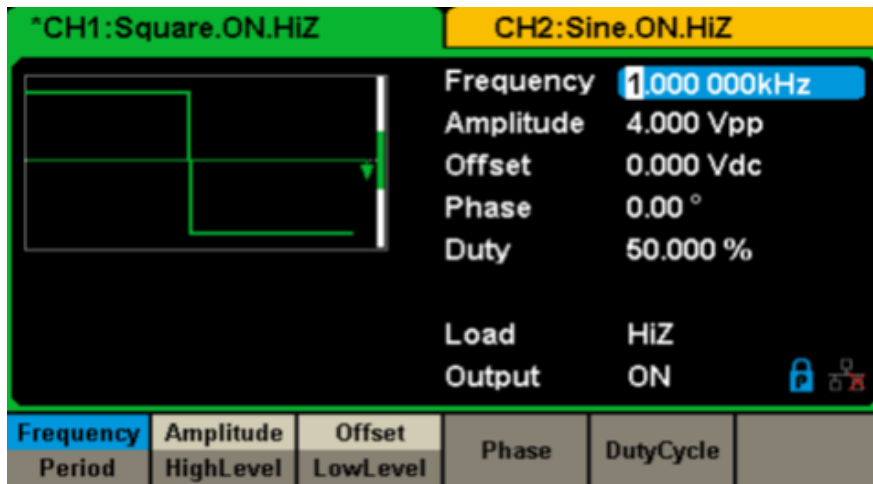 *CH1:Square.ON.HiZ CH2:Sine.ON.HiZ
Frequency 1.000 000kHz
Amplitude 4.000 Vpp
Offset 0.000 Vdc
Phase 0.00 °
Duty 50.000 %
Load HiZ
Output ON P
Frequency Amplitude Offset Phase DutyCycle
Period HighLevel LowLevel